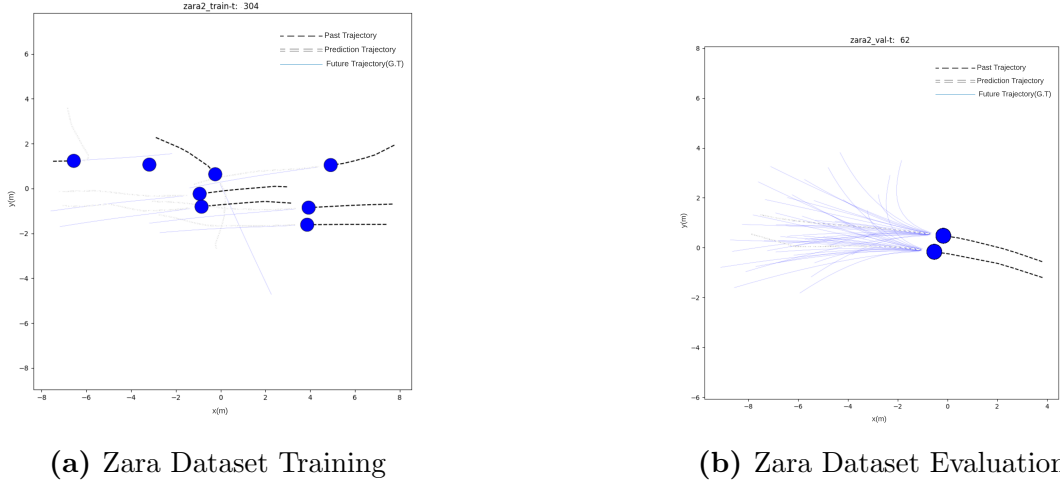 zara2_train-t: 304
Past Trajectory
Prediction Trajectory
Future Trajectory(G.T)
6
4
2
0
−2
−4
−6
−8
y(m)
−8 −6 −4 −2 0 2 4 6 8
x(m)
(a) Zara Dataset Training
zara2_val-t: 62
Past Trajectory
Prediction Trajectory
Future Trajectory(G.T)
8
6
4
2
0
−2
−4
−6
y(m)
−8 −6 −4 −2 0 2 4
x(m)
(b) Zara Dataset Evaluation